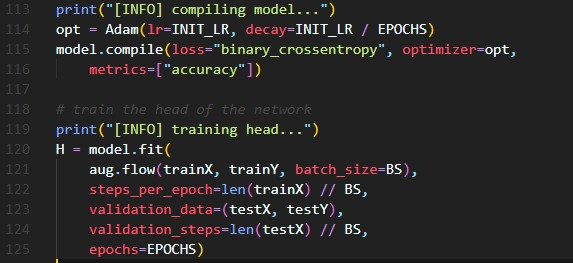 113 print("[INFO] compiling model...")
114 opt = Adam(lr=INIT_LR, decay=INIT_LR / EPOCHS)
115 model.compile(loss="binary_crossentropy", optimizer=opt,
116     metrics=["accuracy"])
117
118 # train the head of the network
119 print("[INFO] training head...")
120 H = model.fit(
121     aug.flow(trainX, trainY, batch_size=BS),
122     steps_per_epoch=len(trainX) // BS,
123     validation_data=(testX, testY),
124     validation_steps=len(testX) // BS,
125     epochs=EPOCHS)